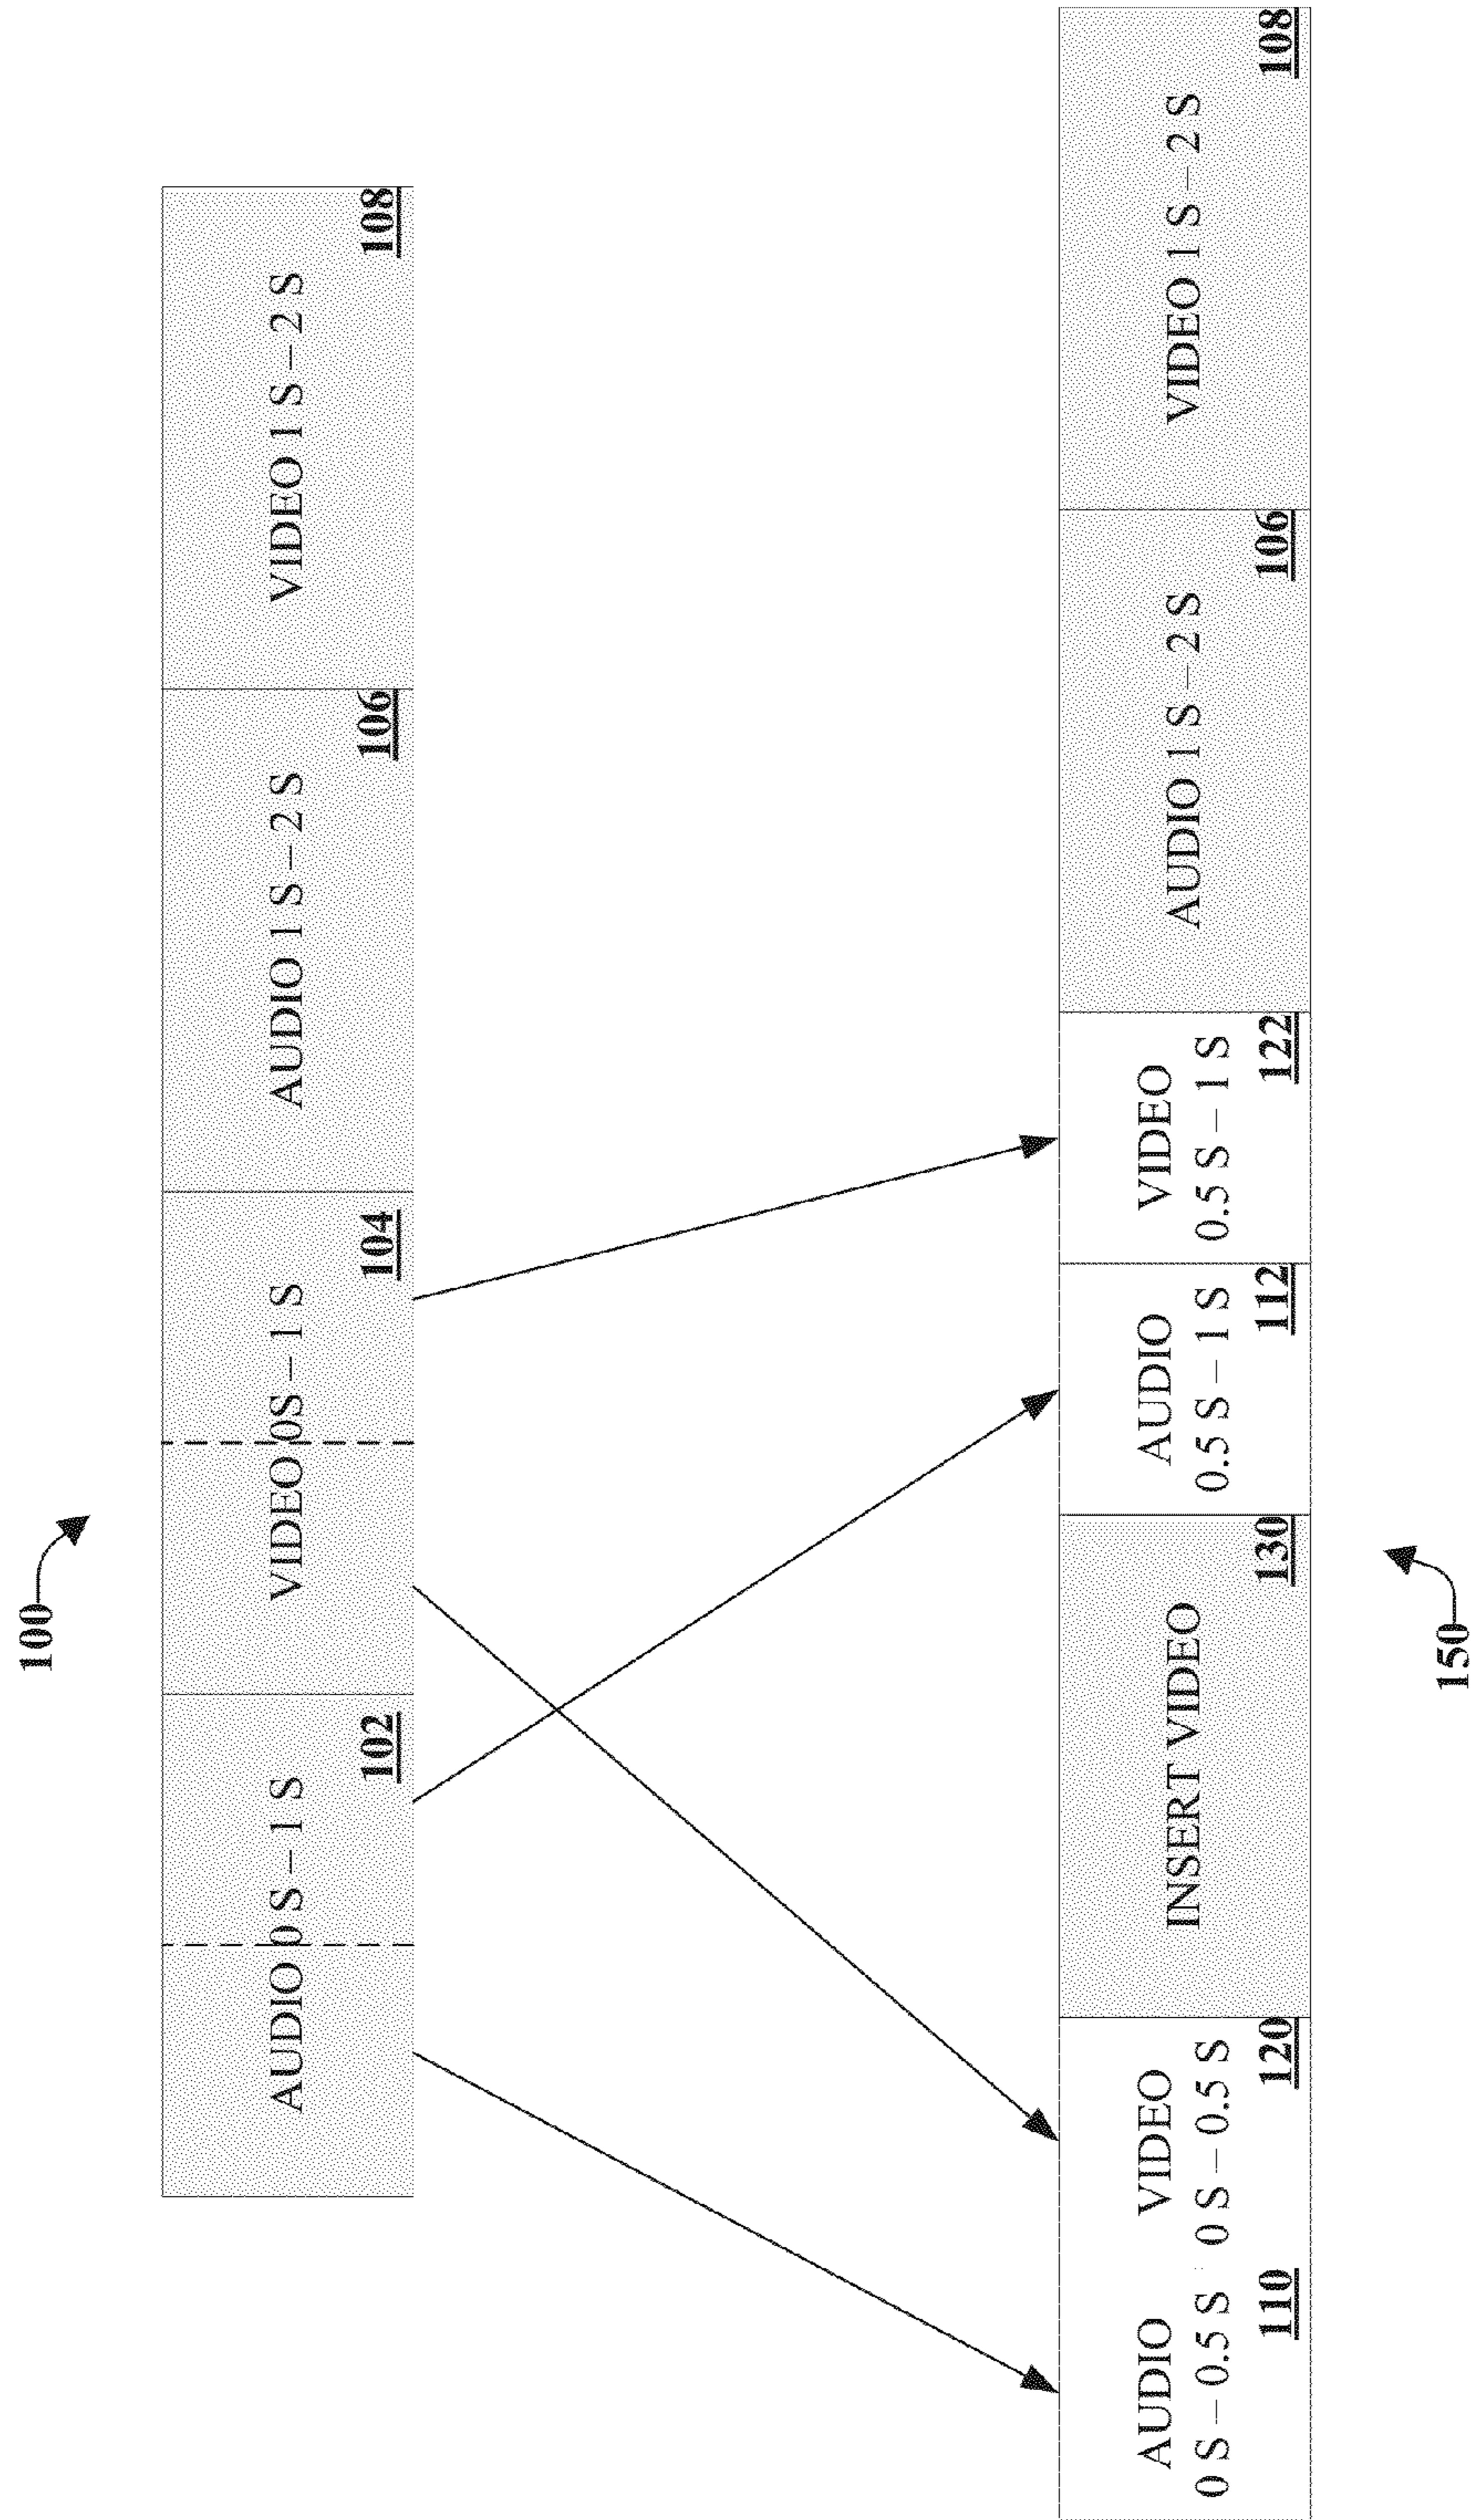 100
AUDIO 0 S – 1 S
102
VIDEO 0S – 1 S
104
AUDIO 1 S – 2 S
106
VIDEO 1 S – 2 S
108
AUDIO
0 S – 0.5 S
110
VIDEO
0 S – 0.5 S
120
INSERT VIDEO
130
AUDIO
0.5 S – 1 S
112
VIDEO
0.5 S – 1 S
122
AUDIO 1 S – 2 S
106
VIDEO 1 S – 2 S
108
150